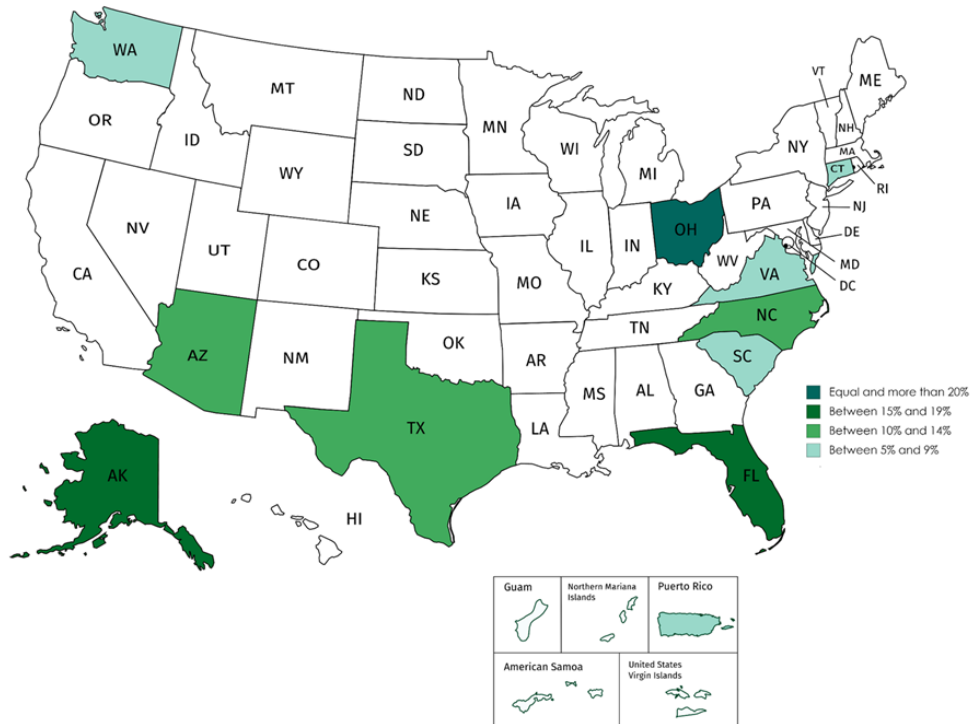 WA
MT
ND
MN
OR
ID
WY
SD
WI
MI
VT
ME
NH
NY
MA
CT
RI
NV
UT
CO
NE
IA
IL
IN
OH
PA
NJ
DE
MD
DC
CA
KS
MO
KY
WV
VA
AZ
NM
OK
AR
TN
NC
SC
TX
LA
MS
AL
GA
FL
AK
HI
Equal and more than 20%
Between 15% and 19%
Between 10% and 14%
Between 5% and 9%
Guam
Northern Mariana
Islands
Puerto Rico
American Samoa
United States
Virgin Islands